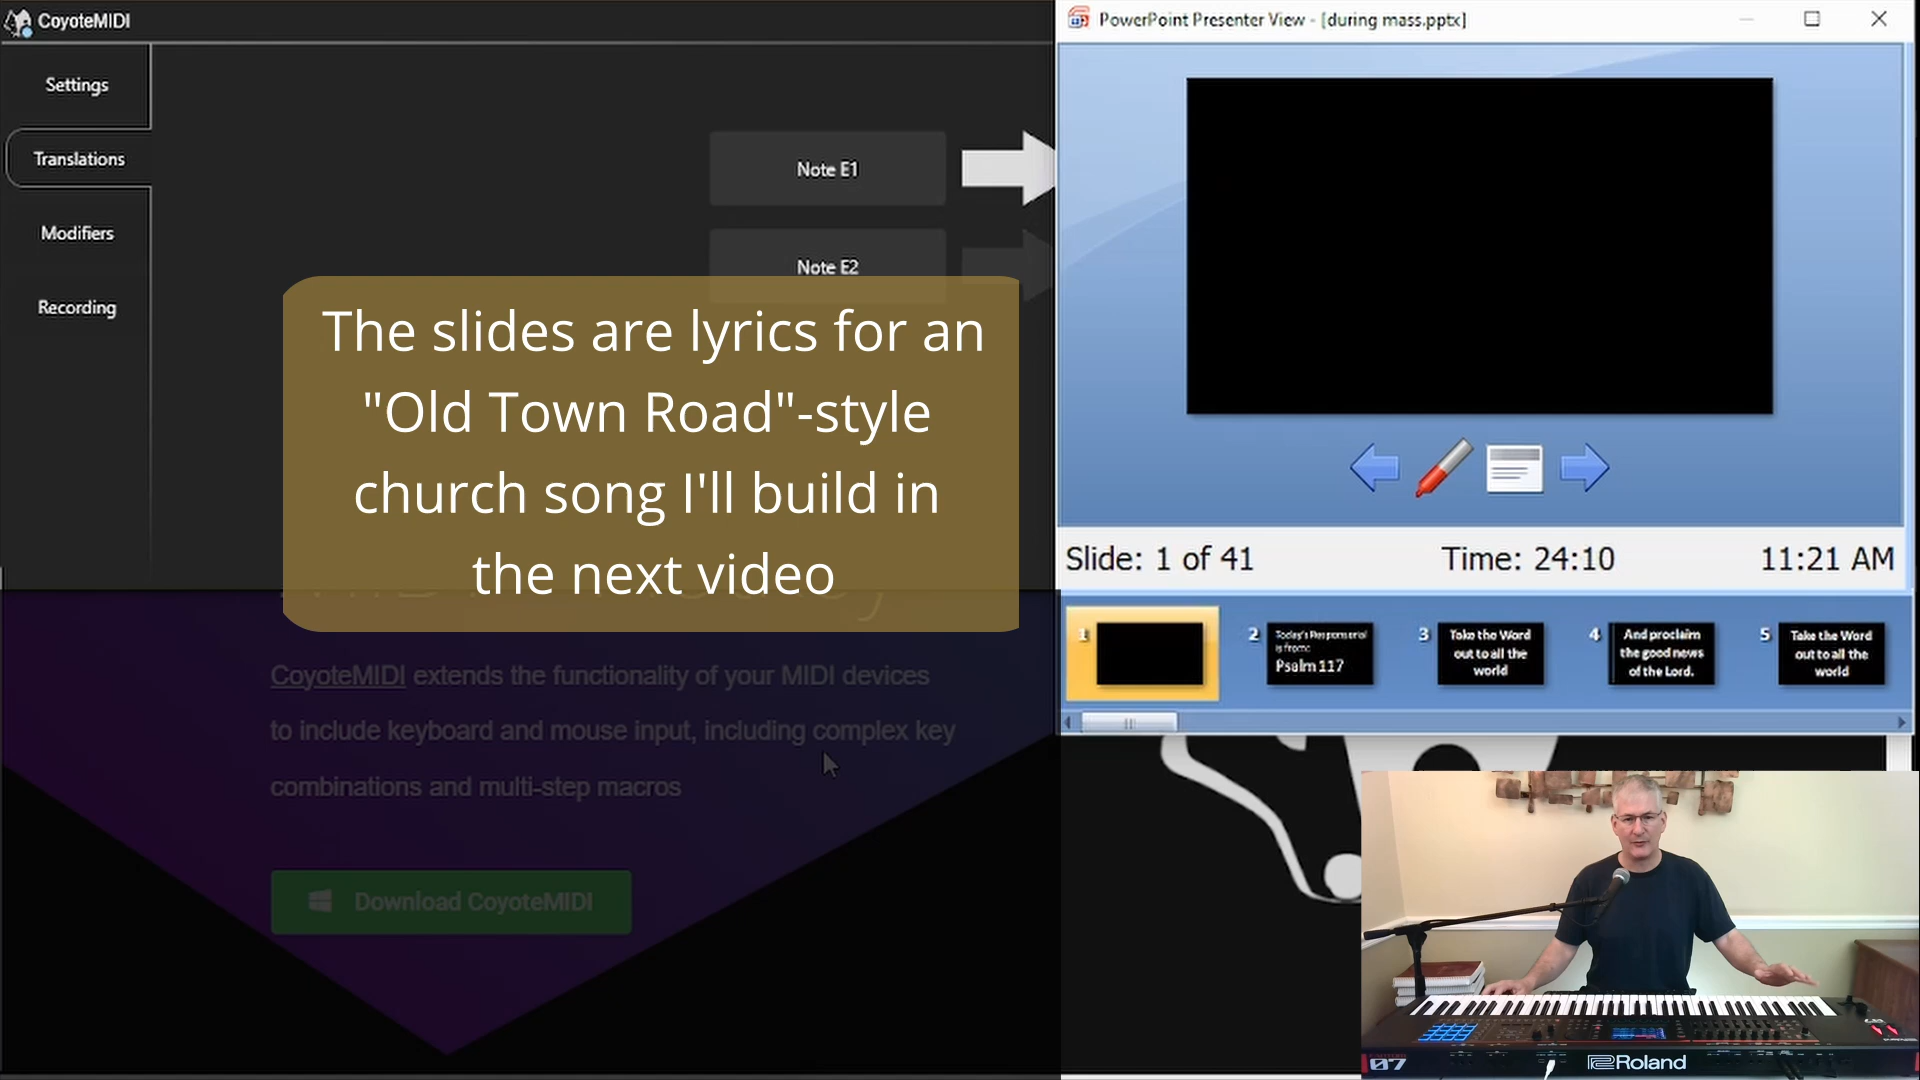 CoyoteMIDI
Settings
Translations
Modifiers
Recording
Note E1
Note E2
The slides are lyrics for an
"Old Town Road"-style
church song I'll build in
the next video
CoyoteMIDI extends the functionality of your MIDI devices
to include keyboard and mouse input, including complex key
combinations and multi-step macros
Download CoyoteMIDI
PowerPoint Presenter View - [during mass.pptx]
Slide: 1 of 41
Time: 24:10
11:21 AM
1
2
Today's Responsorial
is from:
Psalm 117
3
Take the Word
out to all the
world
4
And proclaim
the good news
of the Lord.
5
Take the Word
out to all the
world
07
Roland